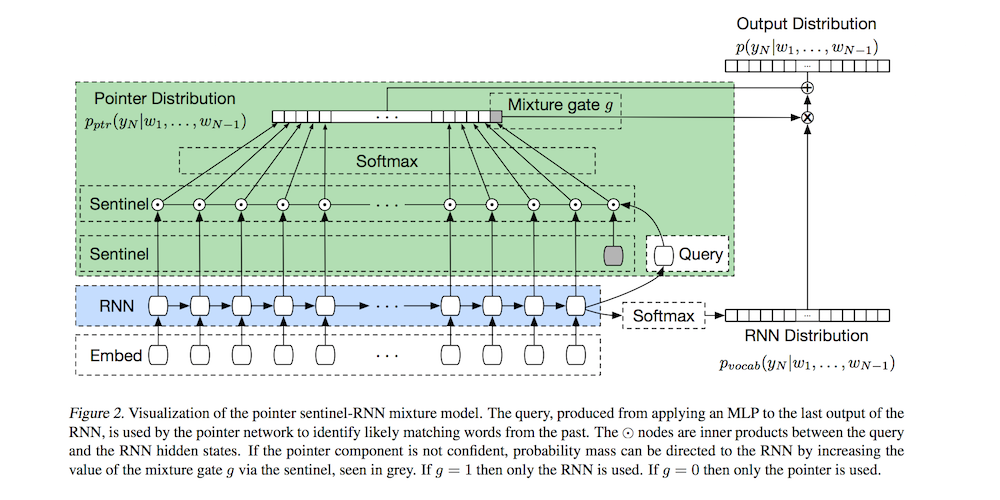 Output Distribution
p(y_N|w_1, . . . , w_{N−1})
...
Pointer Distribution
p_{ptr}(y_N|w_1, . . . , w_{N−1})
. . .
Mixture gate g
+
×
Softmax
Sentinel
. . .
Sentinel
Query
RNN
. . .
Softmax
...
RNN Distribution
p_{vocab}(y_N|w_1, . . . , w_{N−1})
Embed
. . .
Figure 2. Visualization of the pointer sentinel-RNN mixture model. The query, produced from applying an MLP to the last output of the
RNN, is used by the pointer network to identify likely matching words from the past. The ⊙ nodes are inner products between the query
and the RNN hidden states. If the pointer component is not confident, probability mass can be directed to the RNN by increasing the
value of the mixture gate g via the sentinel, seen in grey. If g = 1 then only the RNN is used. If g = 0 then only the pointer is used.